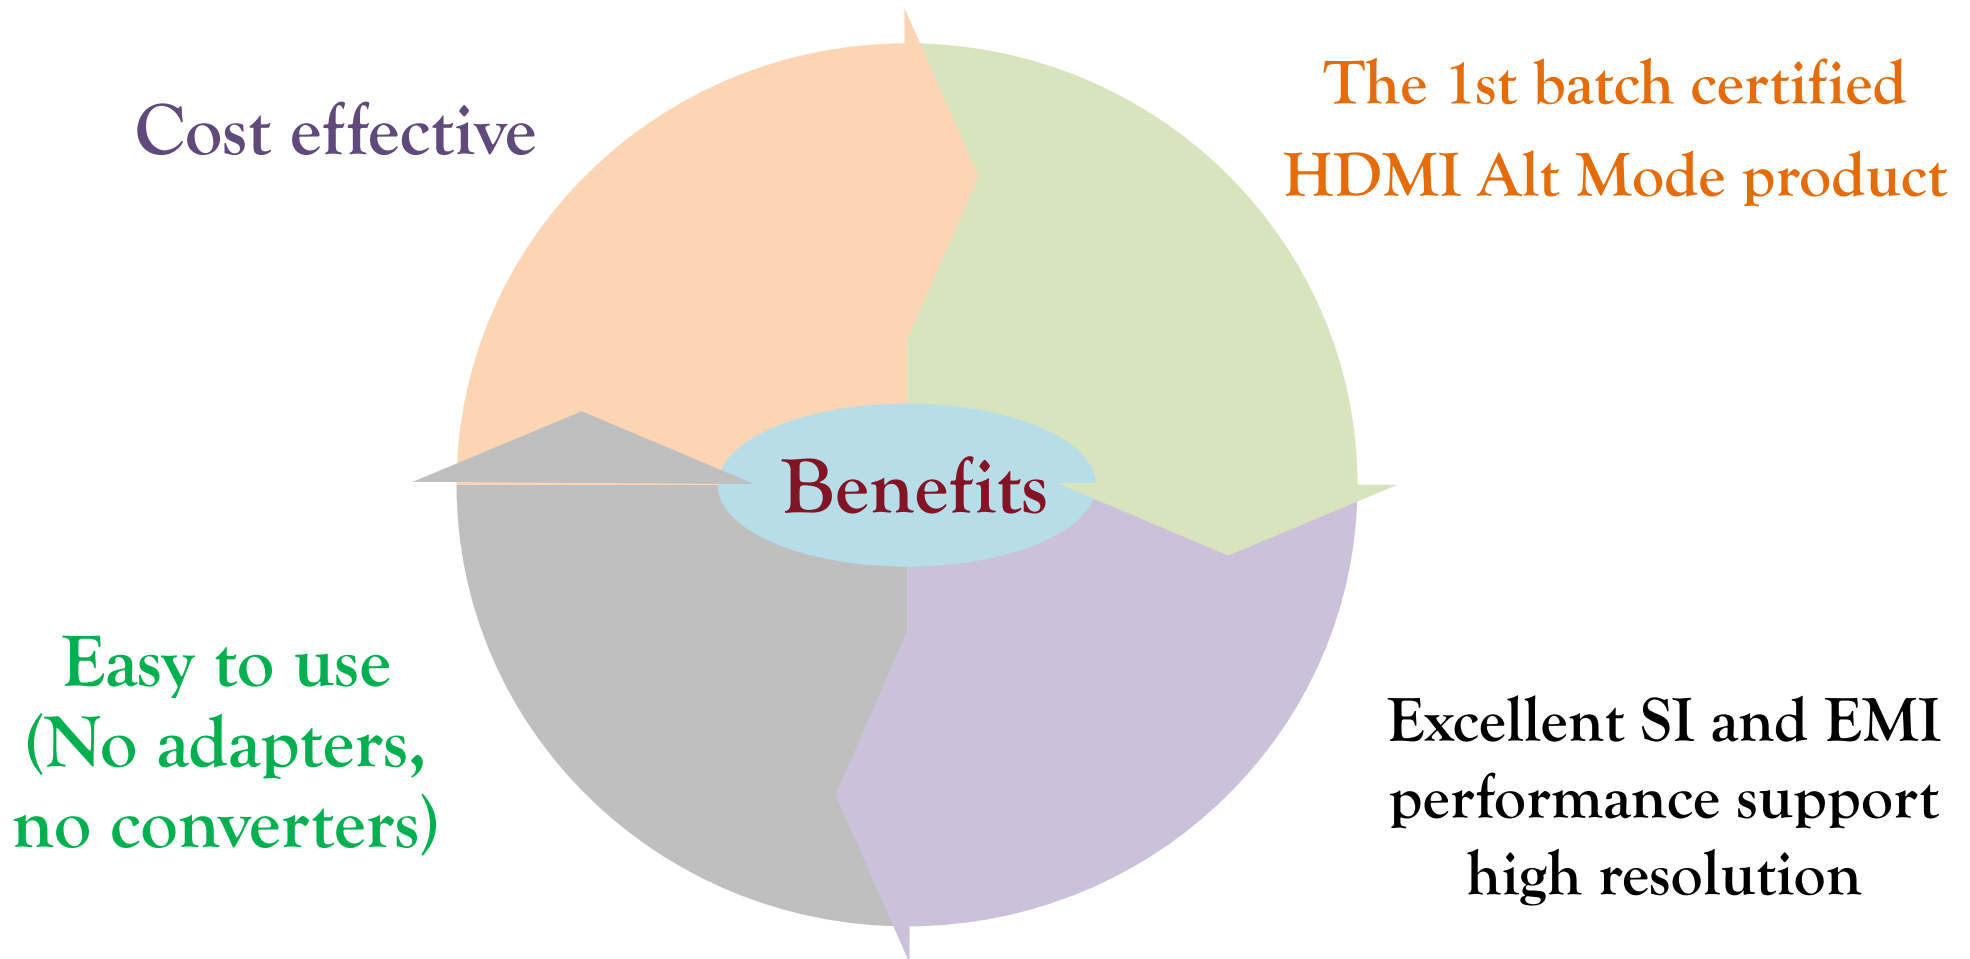 Cost effective
The 1st batch certified
HDMI Alt Mode product
Benefits
Easy to use
(No adapters,
no converters)
Excellent SI and EMI
performance support
high resolution